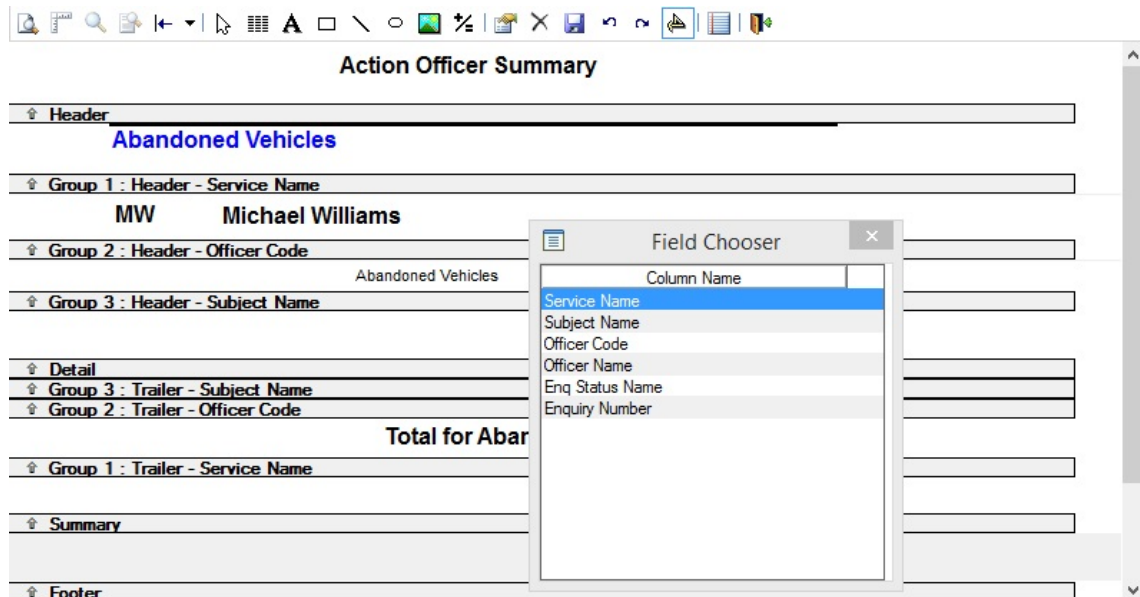 Action Officer Summary
Header
Abandoned Vehicles
Group 1 : Header - Service Name
MW Michael Williams
Group 2 : Header - Officer Code
Abandoned Vehicles
Group 3 : Header - Subject Name
Detail
Group 3 : Trailer - Subject Name
Group 2 : Trailer - Officer Code
Total for Abar
Group 1 : Trailer - Service Name
Summary
Footer
Field Chooser
Column Name
Service Name
Subject Name
Officer Code
Officer Name
Enq Status Name
Enquiry Number